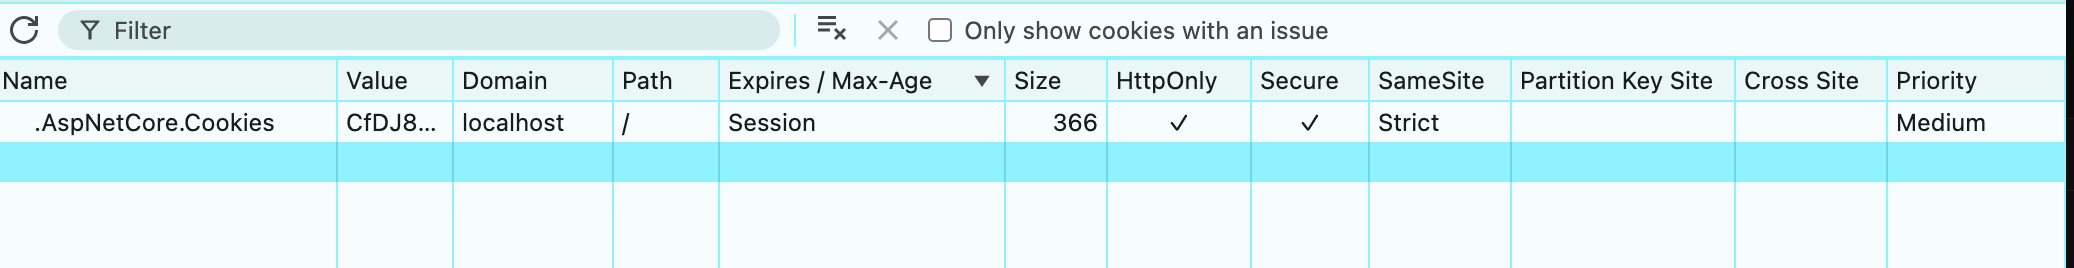 Filter Only show cookies with an issue
Name Value Domain Path Expires / Max-Age ▼ Size HttpOnly Secure SameSite Partition Key Site Cross Site Priority
.AspNetCore.Cookies CfDJ8... localhost / Session 366 ✓ ✓ Strict Medium